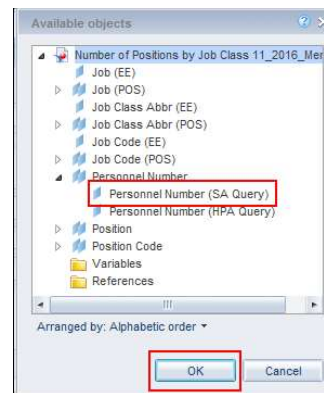 Available objects
Number of Positions by Job Class 11_2016_Mer
Job (EE)
Job (POS)
Job Class Abbr (EE)
Job Class Abbr (POS)
Job Code (EE)
Job Code (POS)
Personnel Number
Personnel Number (SA Query)
Personnel Number (HPA Query)
Position
Position Code
Variables
References
Arranged by: Alphabetic order
OK Cancel